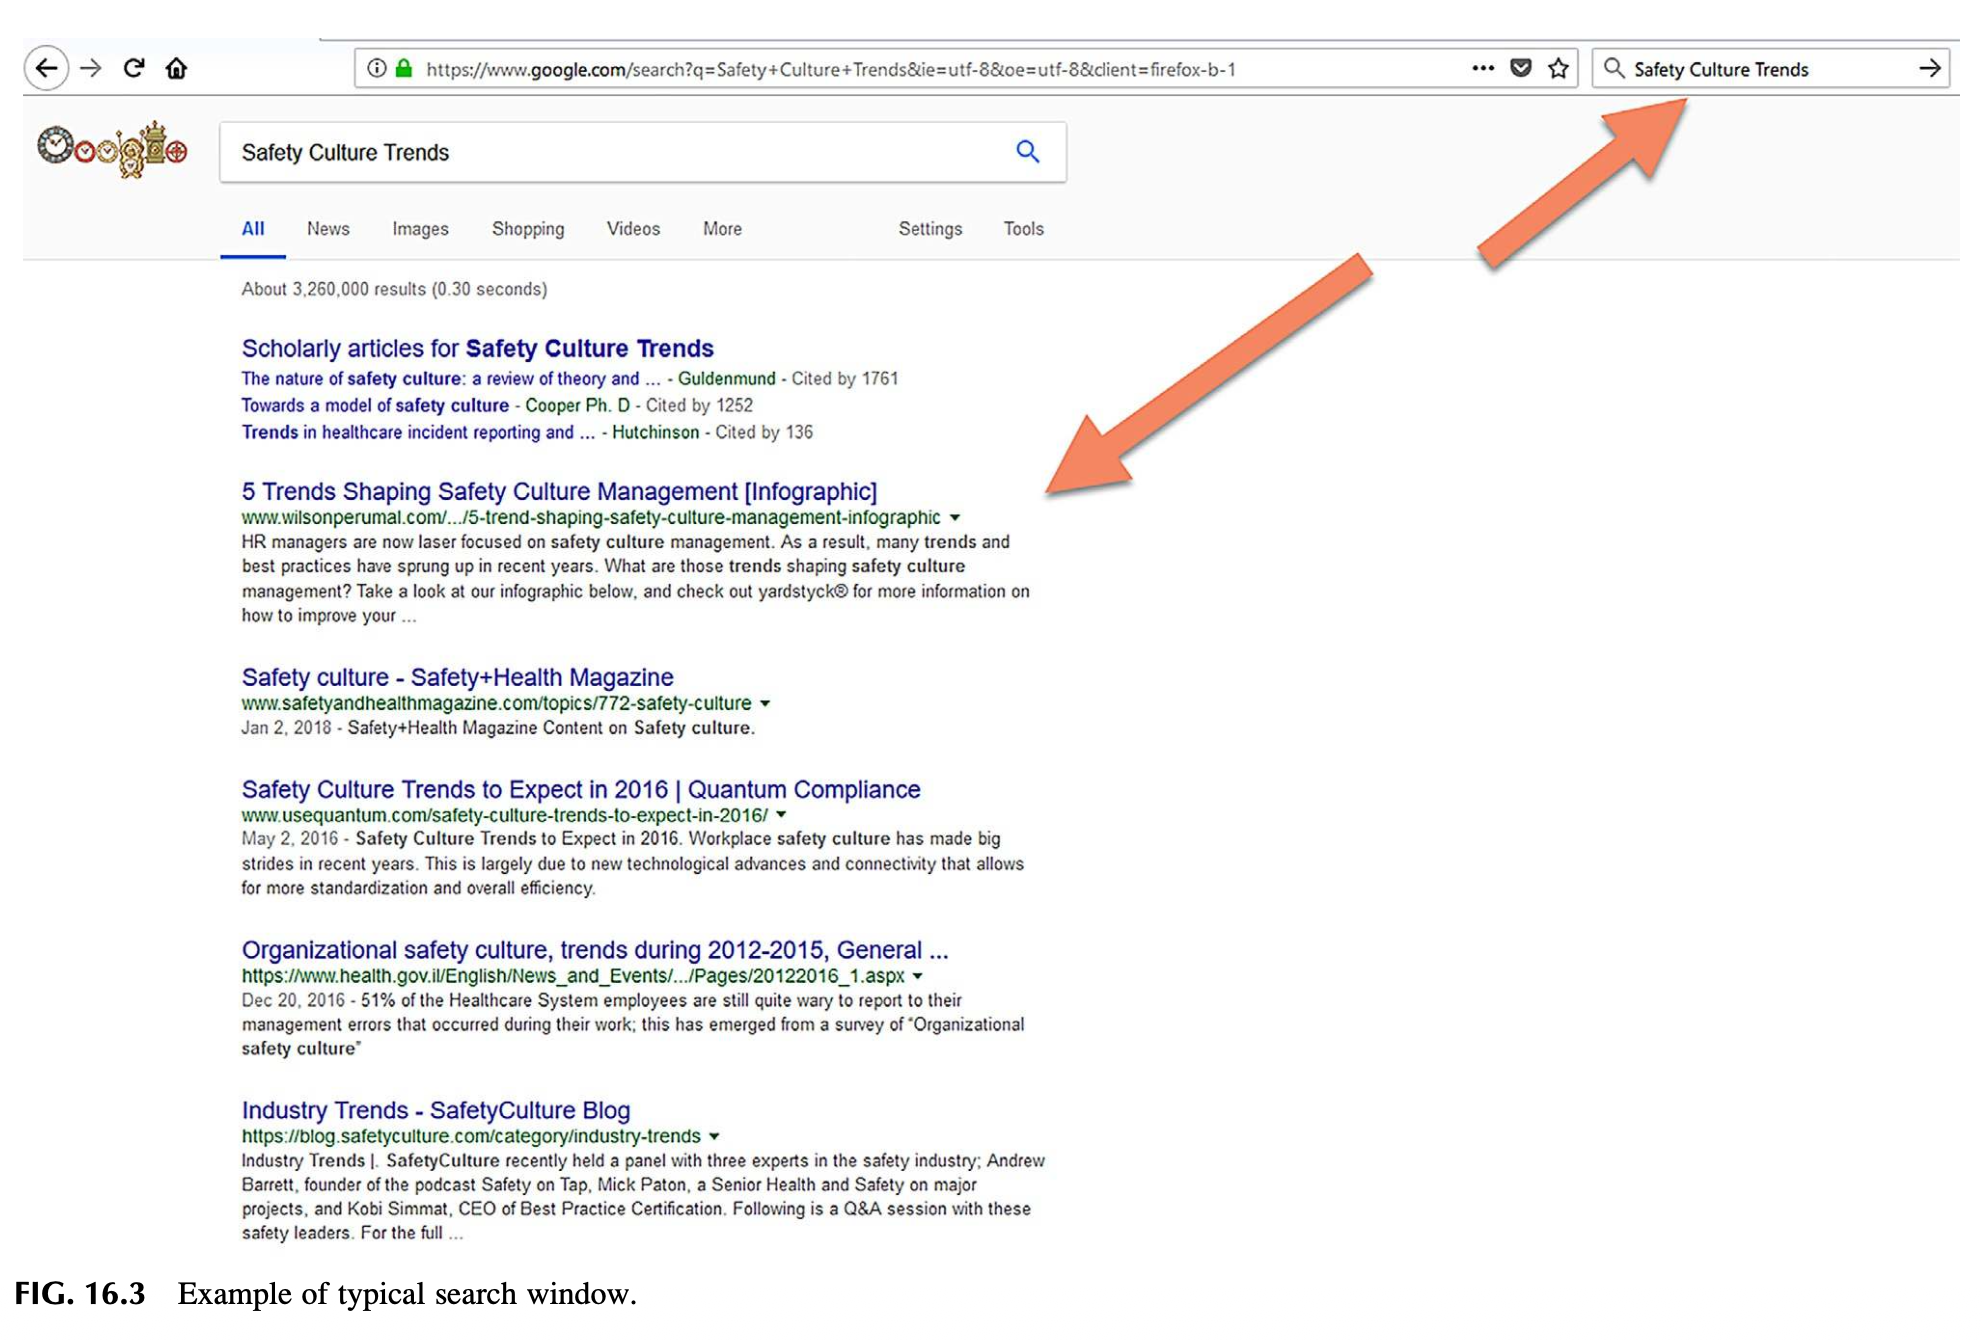 https://www.google.com/search?q=Safety+Culture+Trends&ie=utf-8&oe=utf-8&client=firefox-b-1
Safety Culture Trends
Google
Safety Culture Trends
All News Images Shopping Videos More Settings Tools
About 3,260,000 results (0.30 seconds)
Scholarly articles for Safety Culture Trends
The nature of safety culture: a review of theory and ... - Guldenmund - Cited by 1761
Towards a model of safety culture - Cooper Ph. D - Cited by 1252
Trends in healthcare incident reporting and ... - Hutchinson - Cited by 136
5 Trends Shaping Safety Culture Management [Infographic]
www.wilsonperumal.com/.../5-trend-shaping-safety-culture-management-infographic
HR managers are now laser focused on safety culture management. As a result, many trends and
best practices have sprung up in recent years. What are those trends shaping safety culture
management? Take a look at our infographic below, and check out yardstyck® for more information on
how to improve your ...
Safety culture - Safety+Health Magazine
www.safetyandhealthmagazine.com/topics/772-safety-culture
Jan 2, 2018 - Safety+Health Magazine Content on Safety culture.
Safety Culture Trends to Expect in 2016 | Quantum Compliance
www.usequantum.com/safety-culture-trends-to-expect-in-2016/
May 2, 2016 - Safety Culture Trends to Expect in 2016. Workplace safety culture has made big
strides in recent years. This is largely due to new technological advances and connectivity that allows
for more standardization and overall efficiency.
Organizational safety culture, trends during 2012-2015, General ...
https://www.health.gov.il/English/News_and_Events/.../Pages/20122016_1.aspx
Dec 20, 2016 - 51% of the Healthcare System employees are still quite wary to report to their
management errors that occurred during their work; this has emerged from a survey of "Organizational
safety culture"
Industry Trends - SafetyCulture Blog
https://blog.safetyculture.com/category/industry-trends
Industry Trends |. SafetyCulture recently held a panel with three experts in the safety industry; Andrew
Barrett, founder of the podcast Safety on Tap, Mick Paton, a Senior Health and Safety on major
projects, and Kobi Simmat, CEO of Best Practice Certification. Following is a Q&A session with these
safety leaders. For the full ...
FIG. 16.3 Example of typical search window.